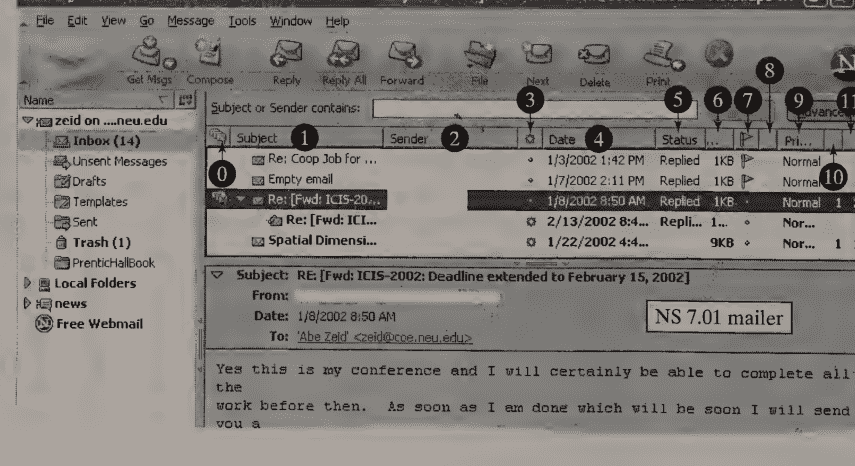 File Edit View Go Message Tools Window Help
Get Msgs Compose Reply Reply All Forward File Next Delete Print
Name
Subject or Sender contains:
zeid on ....neu.edu
Inbox (14)
Unsent Messages
Drafts
Templates
Sent
Trash (1)
PrenticHallBook
Local Folders
news
Free Webmail
3 5 6 7 8 9 11
Subject 1 Sender 2 Date 4 Status ... Pri...
0 10
Re: Coop Job for ... 1/3/2002 1:42 PM Replied 1KB Normal
Empty email 1/7/2002 2:11 PM Replied 1KB Normal
Re: [Fwd: ICIS-20... 1/8/2002 8:50 AM Replied 1KB Normal 1
Re: [Fwd: ICI... 2/13/2002 8:4... Repli... 1... Nor...
Spatial Dimensi... 1/22/2002 4:4... 9KB Nor... 1
Subject: RE: [Fwd: ICIS-2002: Deadline extended to February 15, 2002]
From:
Date: 1/8/2002 8:50 AM
To: 'Abe Zeid' <zeid@coe.neu.edu>
NS 7.01 mailer
Yes this is my conference and I will certainly be able to complete all
the
work before then. As soon as I am done which will be soon I will send
you a